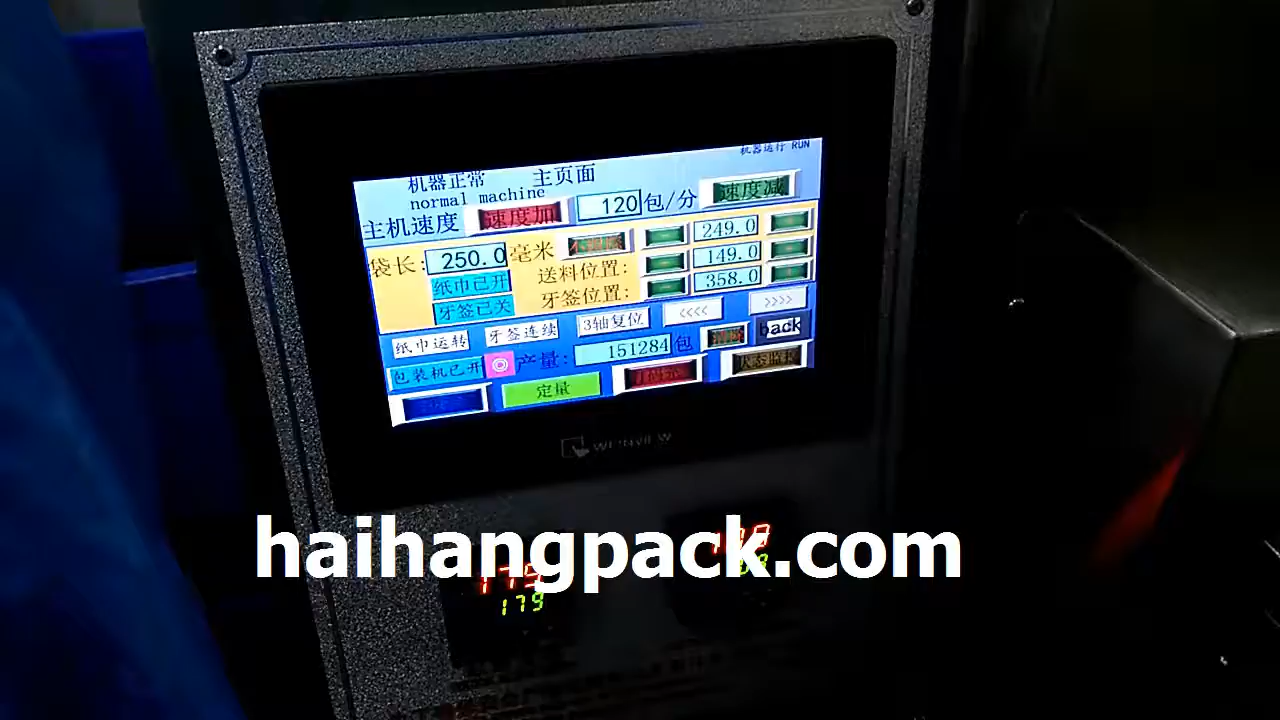 机器运行 RUN
机器正常 主页面
normal machine
主机速度 速度加 120 包/分 速度减
袋长: 250.0 毫米 249.0
纸巾已开 送料位置: 149.0
牙签已关 牙签位置: 358.0
纸巾运转 牙签连续 3轴复位 <<<< >>>>
包装机已开 产量: 151284 包 back
定量
WEINVIEW
haihangpack.com
179
179